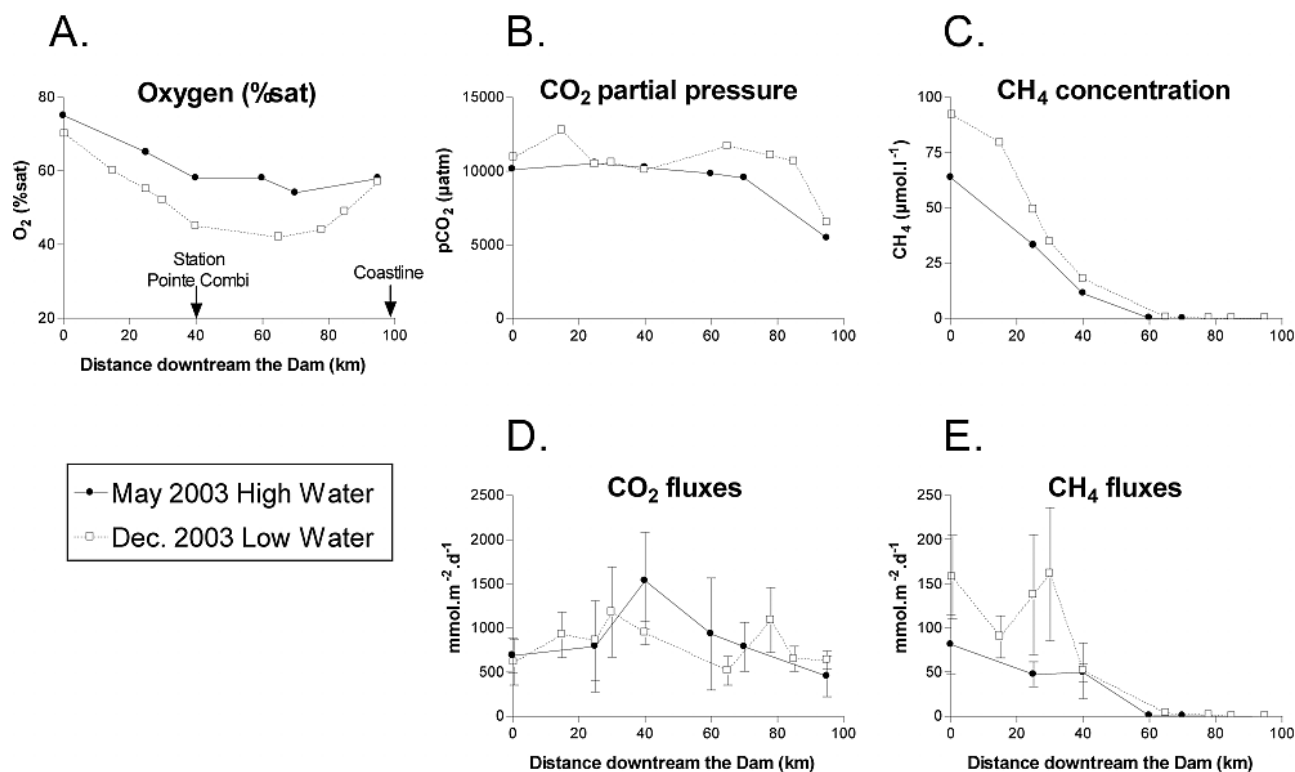 A.
B.
C.
Oxygen (%sat)
CO₂ partial pressure
CH₄ concentration
80
60
40
20
O₂ (%sat)
Station
Pointe Combi
Coastline
0 20 40 60 80 100
Distance downtream the Dam (km)
15000
10000
5000
0
pCO₂ (µatm)
0 20 40 60 80 100
100
75
50
25
0
CH₄ (µmol.l⁻¹)
0 20 40 60 80 100
D.
E.
May 2003 High Water
Dec. 2003 Low Water
CO₂ fluxes
CH₄ fluxes
2500
2000
1500
1000
500
0
mmol.m⁻².d⁻¹
0 20 40 60 80 100
Distance downstream the Dam (km)
250
200
150
100
50
0
mmol.m⁻².d⁻¹
0 20 40 60 80 100
Distance downstream the Dam (km)